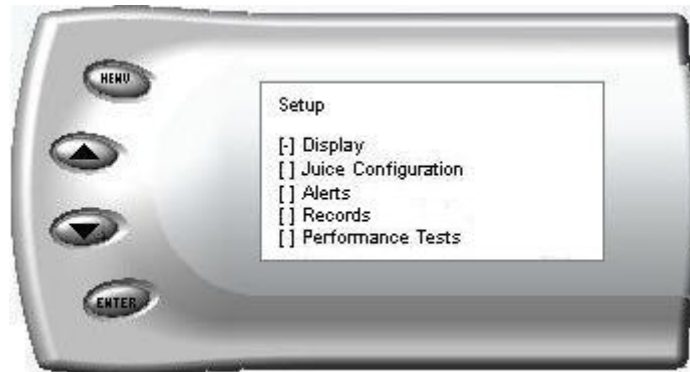 MENU
Setup
[-] Display
[ ] Juice Configuration
[ ] Alerts
[ ] Records
[ ] Performance Tests
ENTER